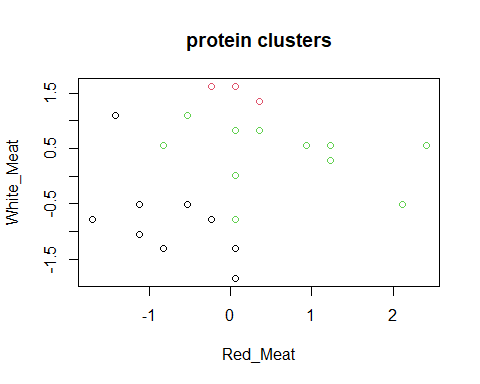 protein clusters
White_Meat
1.5
0.5
-0.5
-1.5
-1 0 1 2
Red_Meat